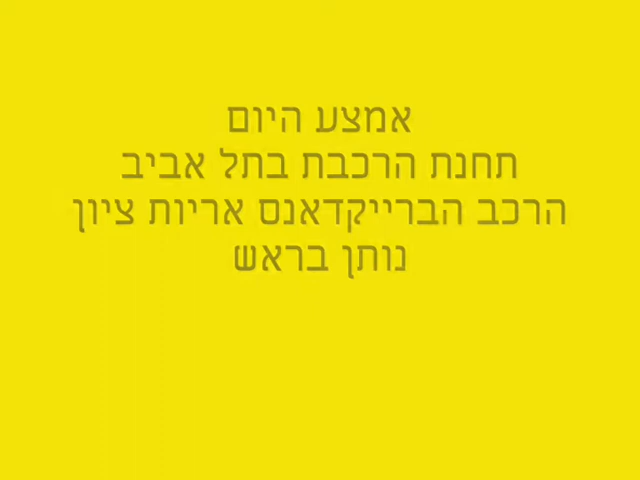 אמצע היום
תחנת הרכבת בתל אביב
הרכב הברייקדאנס אריות ציון
נותן בראש